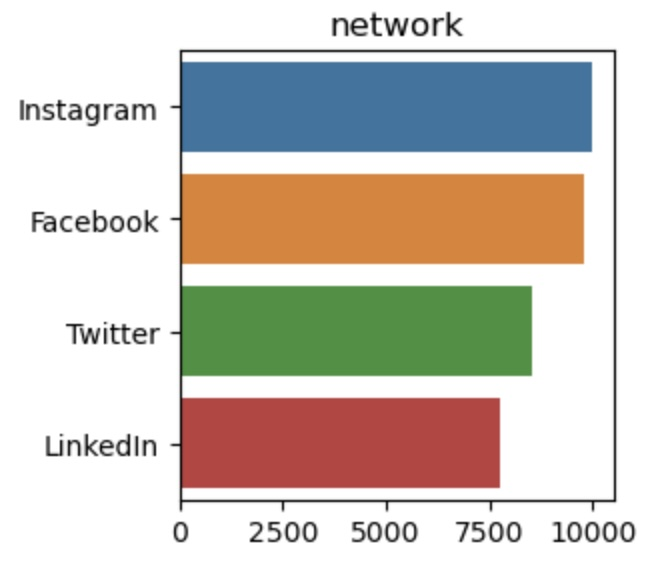 network
Instagram
Facebook
Twitter
LinkedIn
0 2500 5000 7500 10000